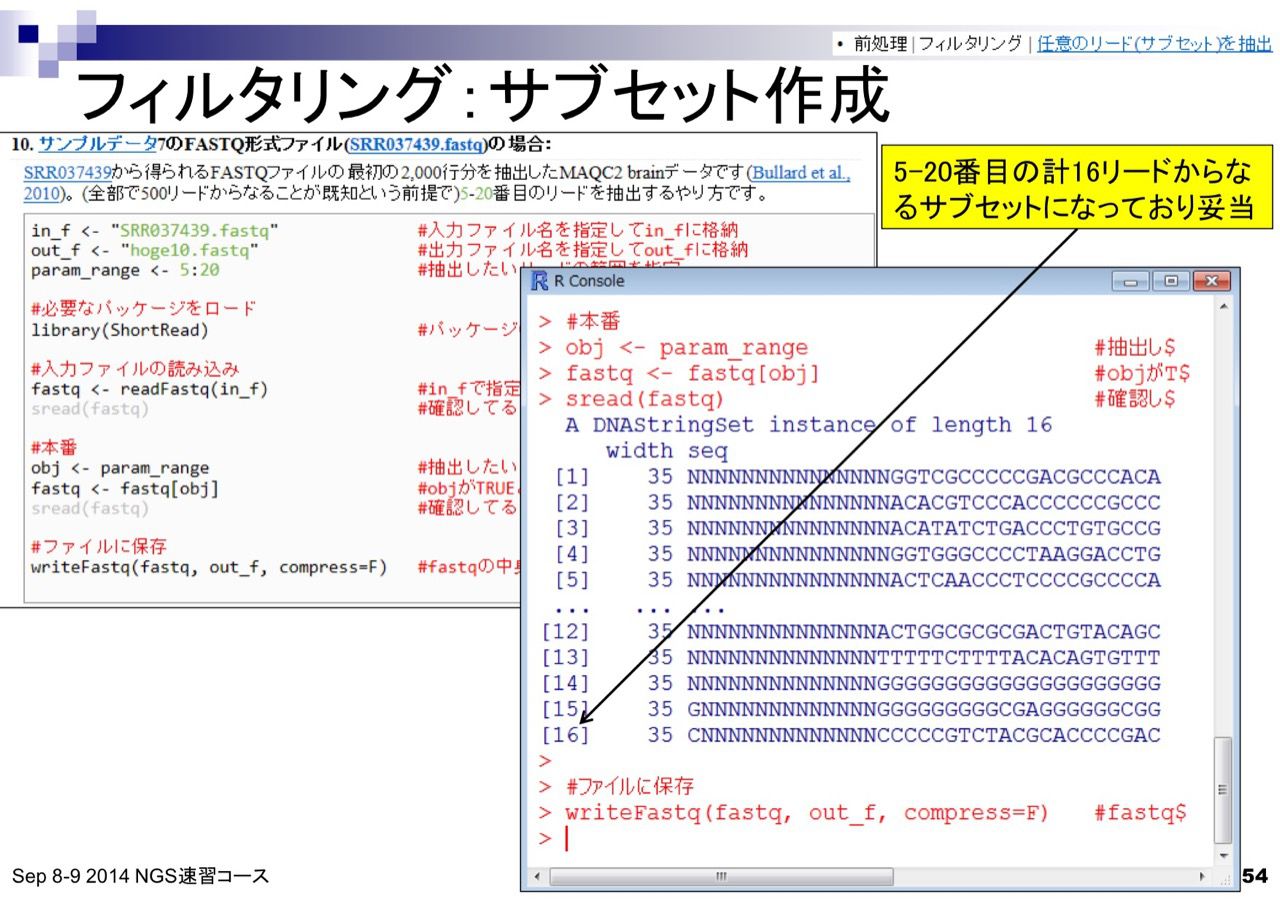 • 前処理 | フィルタリング | 任意のリード(サブセット)を抽出
フィルタリング：サブセット作成
10. サンプルデータ7のFASTQ形式ファイル(SRR037439.fastq)の場合:
SRR037439から得られるFASTQファイルの最初の2,000行分を抽出したMAQC2 brainデータです(Bullard et al.,
2010)。(全部で500リードからなることが既知という前提で)5-20番目のリードを抽出するやり方です。
in_f <- "SRR037439.fastq" #入力ファイル名を指定してin_fに格納
out_f <- "hoge10.fastq" #出力ファイル名を指定してout_fに格納
param_range <- 5:20 #抽出したいリードの範囲を指定
#必要なパッケージをロード
library(ShortRead) #パッケージ
#入力ファイルの読み込み
fastq <- readFastq(in_f) #in_fで指定
sread(fastq) #確認してる
#本番
obj <- param_range #抽出したい
fastq <- fastq[obj] #objがTRUE
sread(fastq) #確認してる
#ファイルに保存
writeFastq(fastq, out_f, compress=F) #fastqの中身
5-20番目の計16リードからな
るサブセットになっており妥当
R Console
> #本番
> obj <- param_range #抽出し$
> fastq <- fastq[obj] #objがT$
> sread(fastq) #確認し$
A DNAStringSet instance of length 16
width seq
[1] 35 NNNNNNNNNNNNNNNGGTCGCCCCCGACGCCCACA
[2] 35 NNNNNNNNNNNNNNNACACGTCCCACCCCCCGCCC
[3] 35 NNNNNNNNNNNNNNNACATATCTGACCCTGTGCCG
[4] 35 NNNNNNNNNNNNNNNGGTGGGCCCCTAAGGACCTG
[5] 35 NNNNNNNNNNNNNNNACTCAACCCTCCCCGCCCCA
... ... ...
[12] 35 NNNNNNNNNNNNNNACTGGCGCGCGACTGTACAGC
[13] 35 NNNNNNNNNNNNNNTTTTTCTTTTACACAGTGTTT
[14] 35 NNNNNNNNNNNNNNGGGGGGGGGGGGGGGGGGGGG
[15] 35 GNNNNNNNNNNNNNGGGGGGGGGCGAGGGGGGCGG
[16] 35 CNNNNNNNNNNNNNCCCCCGTCTACGCACCCCGAC
>
> #ファイルに保存
> writeFastq(fastq, out_f, compress=F) #fastq$
>
Sep 8-9 2014 NGS速習コース
54